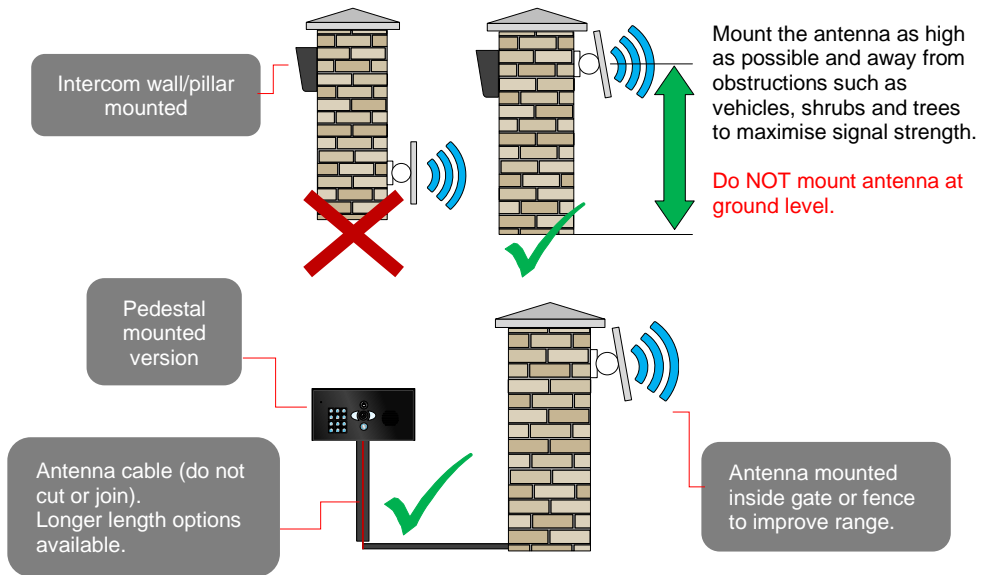 Intercom wall/pillar
mounted
Mount the antenna as high
as possible and away from
obstructions such as
vehicles, shrubs and trees
to maximise signal strength.
Do NOT mount antenna at
ground level.
Pedestal
mounted
version
Antenna cable (do not
cut or join).
Longer length options
available.
Antenna mounted
inside gate or fence
to improve range.